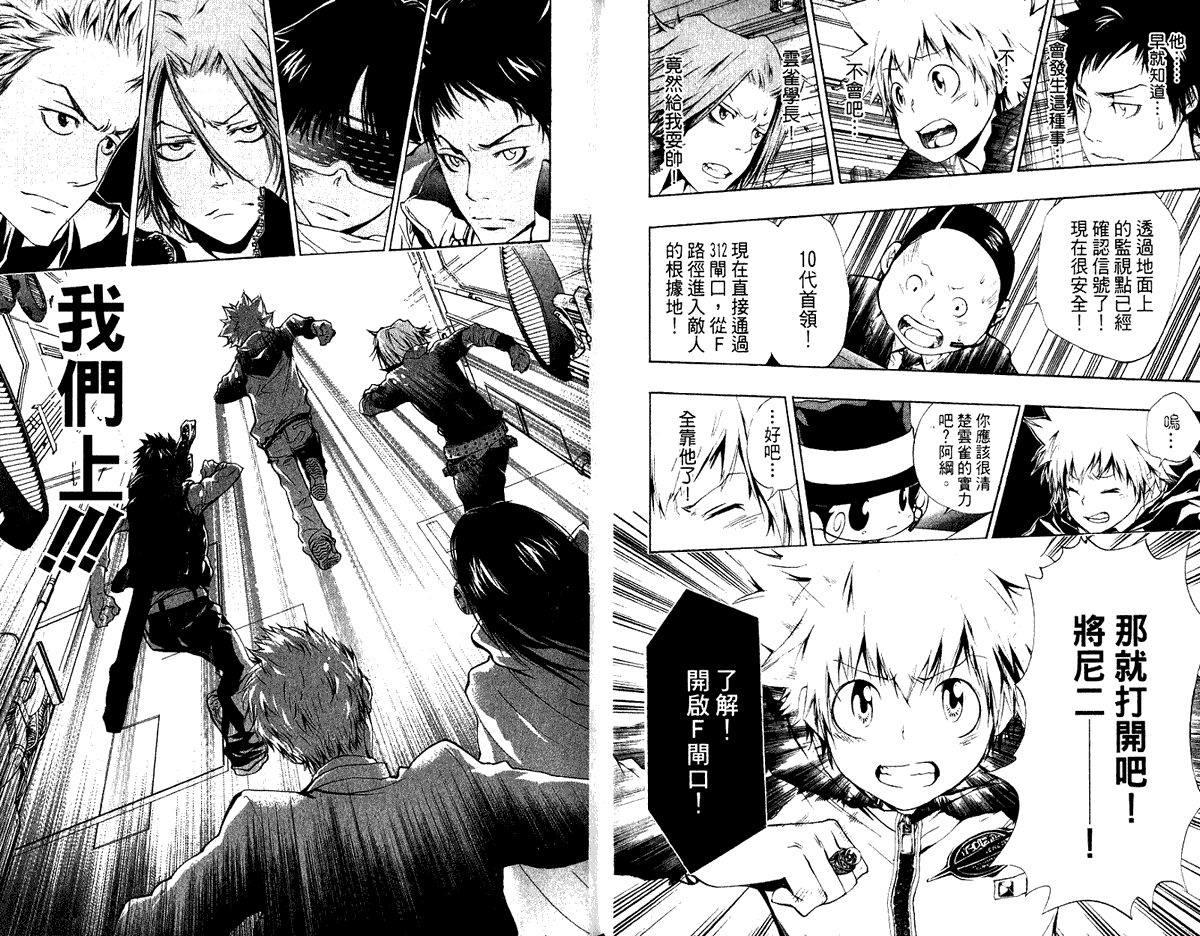 他……
早就知道…
會發生這種事…
不…
不會吧…
雲雀學長！
竟然給我耍帥!!
透過地面上
的監視點已經
確認信號了！
現在很安全！
10代首領！
現在直接通過
312閘口，從F
路徑進入敵人
的根據地！
嗚…
你應該很清
楚雲雀的實力
吧？阿綱。
…好吧…
全靠他了！
那就打開吧！
將尼二——！
了解！
開啟F閘口！
我們上!!!